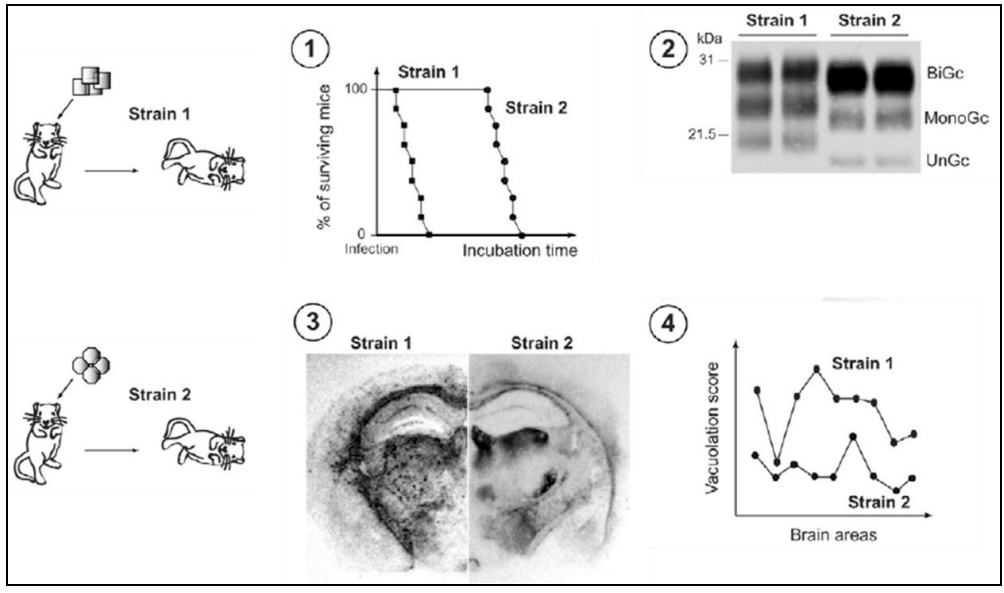 Strain 1
Strain 2
1
Strain 1
Strain 2
100
0
% of surviving mice
Infection
Incubation time
2
Strain 1 Strain 2
kDa
31
21.5
BiGc
MonoGc
UnGc
3
Strain 1 Strain 2
4
Strain 1
Strain 2
Vacuolation score
Brain areas